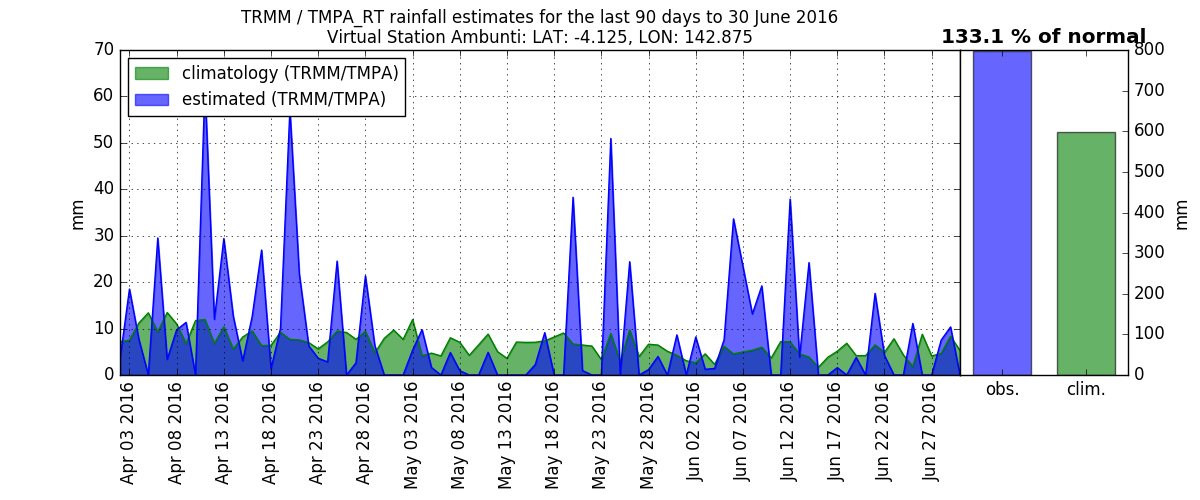 TRMM / TMPA_RT rainfall estimates for the last 90 days to 30 June 2016
Virtual Station Ambunti: LAT: -4.125, LON: 142.875
133.1 % of normal
climatology (TRMM/TMPA)
estimated (TRMM/TMPA)
mm
70
60
50
40
30
20
10
0
Apr 03 2016
Apr 08 2016
Apr 13 2016
Apr 18 2016
Apr 23 2016
Apr 28 2016
May 03 2016
May 08 2016
May 13 2016
May 18 2016
May 23 2016
May 28 2016
Jun 02 2016
Jun 07 2016
Jun 12 2016
Jun 17 2016
Jun 22 2016
Jun 27 2016
obs.
clim.
800
700
600
500
400
300
200
100
0
mm